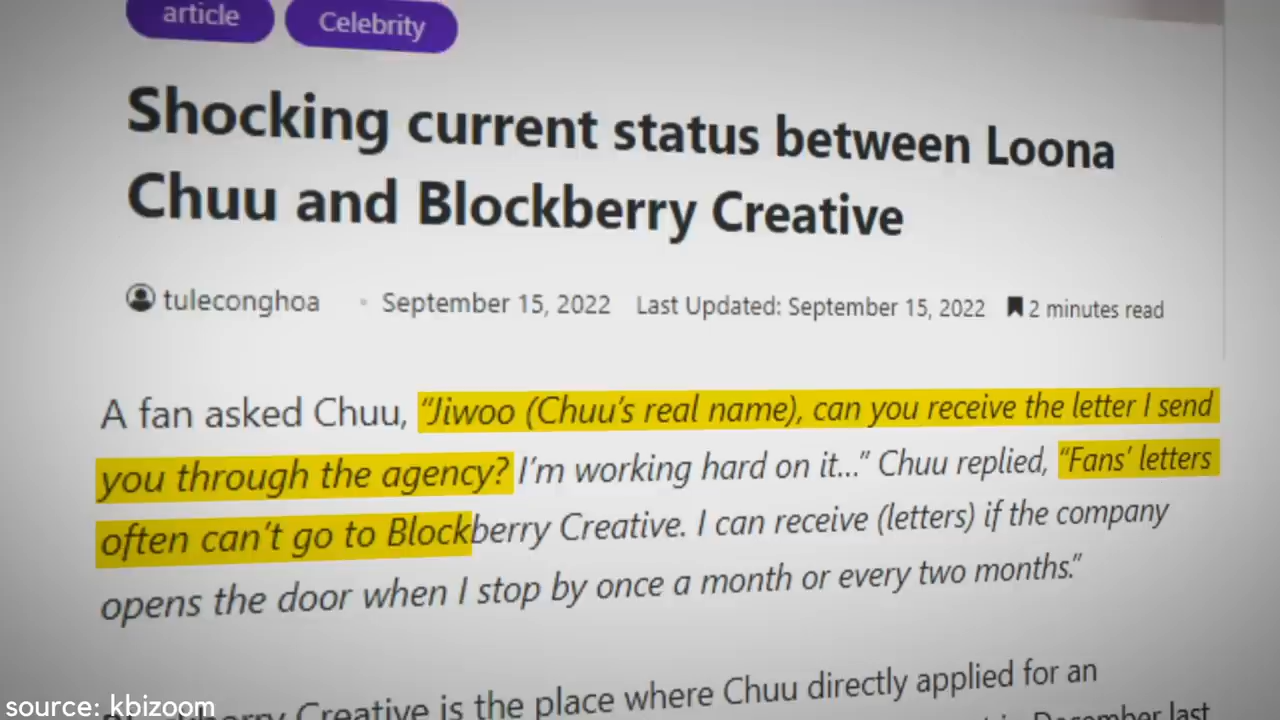 article Celebrity
Shocking current status between Loona
Chuu and Blockberry Creative
tuleconghoa • September 15, 2022 Last Updated: September 15, 2022 2 minutes read
A fan asked Chuu, “Jiwoo (Chuu’s real name), can you receive the letter I send
you through the agency? I’m working hard on it…” Chuu replied, “Fans’ letters
often can’t go to Blockberry Creative. I can receive (letters) if the company
opens the door when I stop by once a month or every two months.”
Creative is the place where Chuu directly applied for an
December last
source: kbizoom